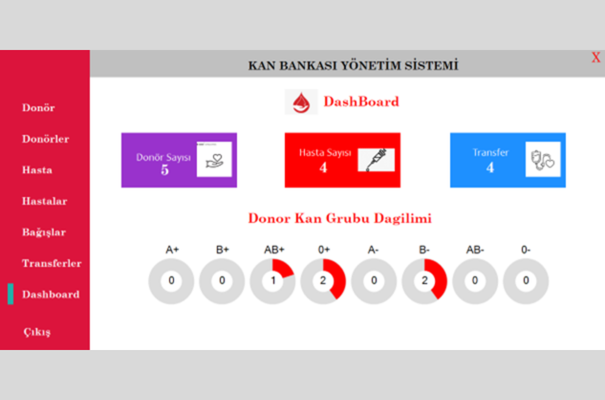 KAN BANKASI YÖNETİM SİSTEMİ
X
Donör
Donörler
Hasta
Hastalar
Bağışlar
Transferler
Dashboard
Çıkış
DashBoard
Donör Sayısı
5
Hasta Sayısı
4
Transfer
4
Donor Kan Grubu Dagilimi
A+ B+ AB+ 0+ A- B- AB- 0-
0 0 1 2 0 2 0 0